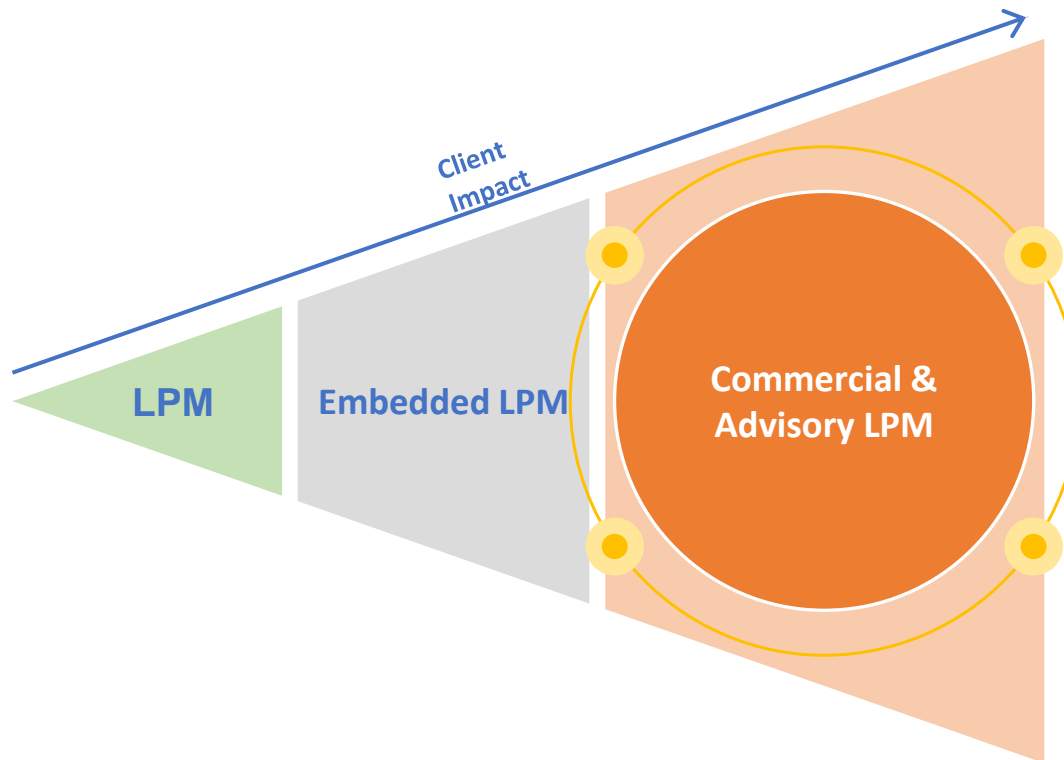 Client
Impact
LPM
Embedded LPM
Commercial &
Advisory LPM